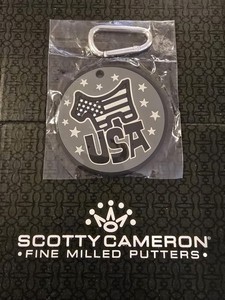 USA
SCOTTY CAMERON®
• FINE MILLED PUTTERS •